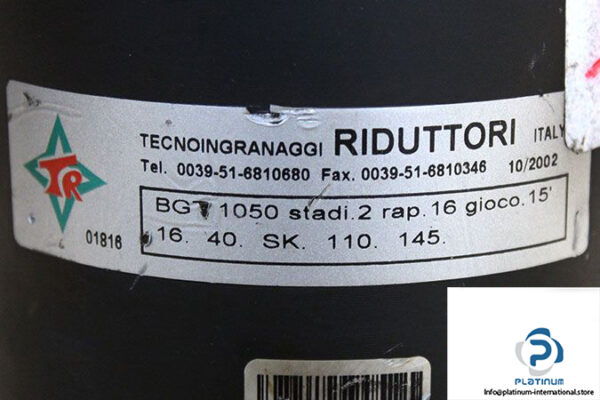 TECNOINGRANAGGI RIDUTTORI ITALY
Tel. 0039-51-6810680 Fax. 0039-51-6810346 10/2002
TR
01816
BGT 1050 stadi.2 rap.16 gioco.15'
16. 40. SK. 110. 145.
PLATINUM
Info@platinum-international.store